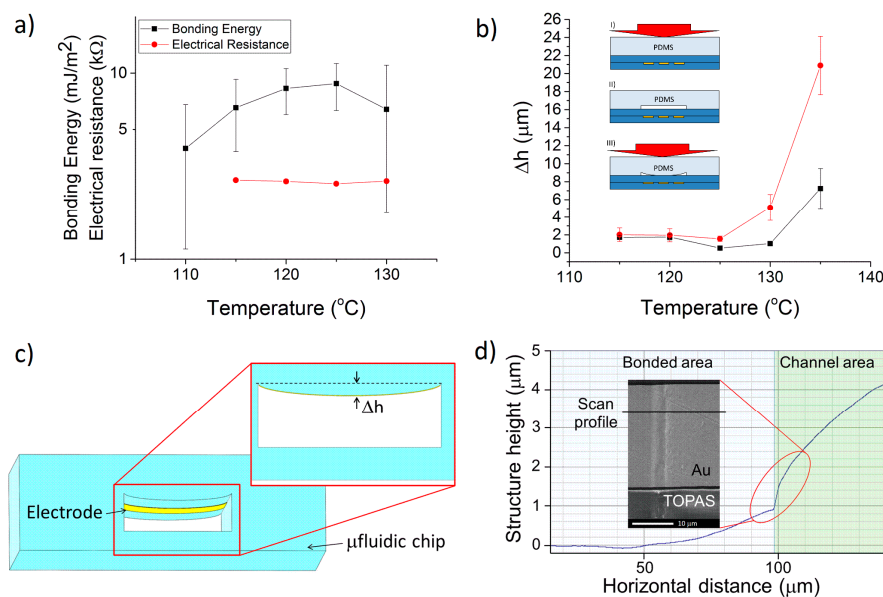 a)
Bonding Energy
Electrical Resistance
Bonding Energy (mJ/m²)
Electrical resistance (kΩ)
10
5
1
110
120
130
Temperature (°C)
b)
Δh (μm)
26
24
22
20
18
16
14
12
10
8
6
4
2
0
110
120
130
140
Temperature (°C)
I)
PDMS
II)
PDMS
III)
PDMS
c)
Δh
Electrode
μfluidic chip
d)
Structure height (μm)
5
4
3
2
1
0
Bonded area
Channel area
Scan
profile
Au
TOPAS
10 μm
50
100
Horizontal distance (μm)